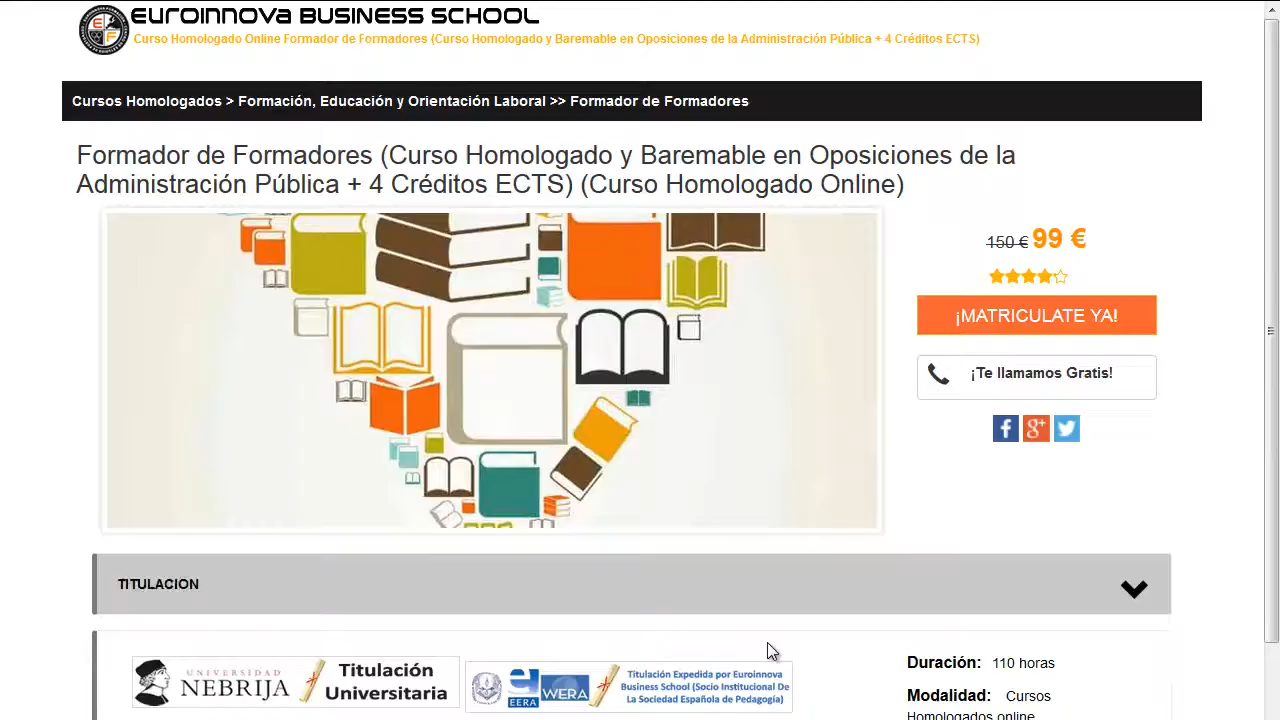 EUROINNOVA BUSINESS SCHOOL
Curso Homologado Online Formador de Formadores (Curso Homologado y Baremable en Oposiciones de la Administración Pública + 4 Créditos ECTS)
Cursos Homologados > Formación, Educación y Orientación Laboral >> Formador de Formadores
Formador de Formadores (Curso Homologado y Baremable en Oposiciones de la
Administración Pública + 4 Créditos ECTS) (Curso Homologado Online)
150 € 99 €
¡MATRICULATE YA!
¡Te llamamos Gratis!
TITULACION
UNIVERSIDAD
NEBRIJA
Titulación
Universitaria
EERA
WERA
Titulación Expedida por Euroinnova
Business School (Socio Institucional De
La Sociedad Española de Pedagogía)
Duración: 110 horas
Modalidad: Cursos
Homologados online